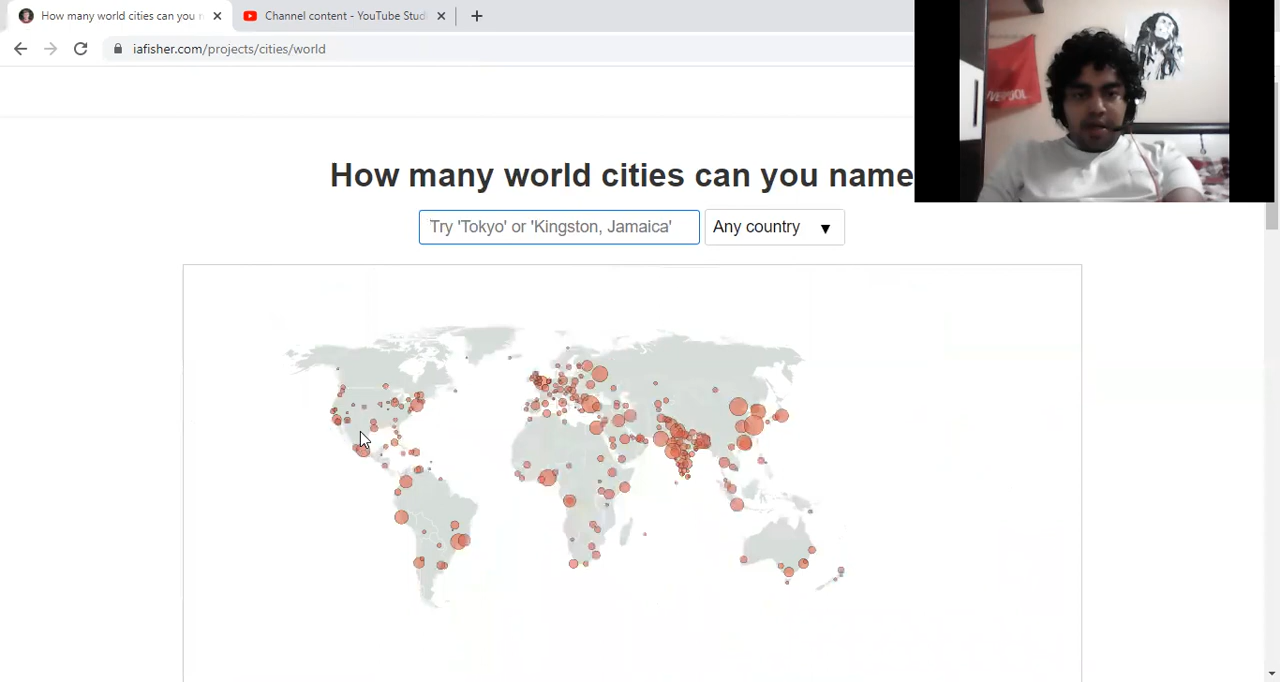 How many world cities can you n
Channel content - YouTube Stud
iafisher.com/projects/cities/world
How many world cities can you name
Try 'Tokyo' or 'Kingston, Jamaica'
Any country
VERPOOL